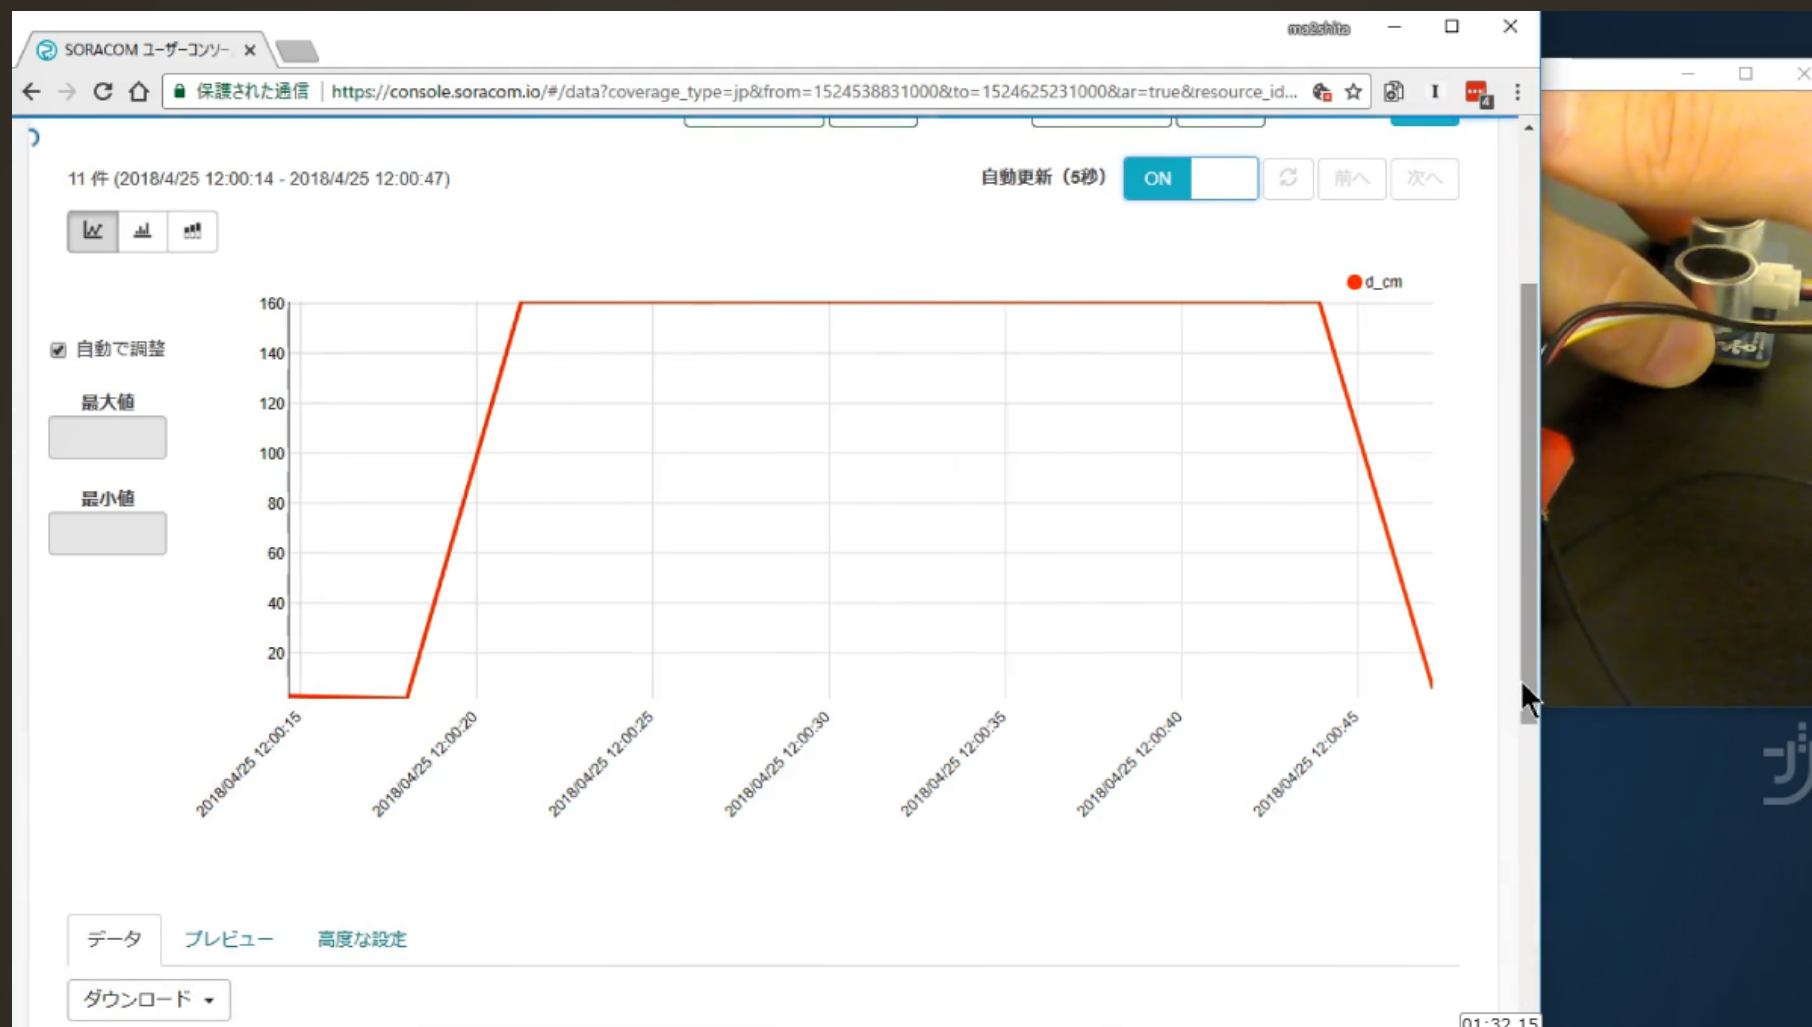 ma2shita
SORACOM ユーザーコンソー
保護された通信 | https://console.soracom.io/#/data?coverage_type=jp&from=1524538831000&to=1524625231000&ar=true&resource_id...
4
11 件 (2018/4/25 12:00:14 - 2018/4/25 12:00:47)
自動更新（5秒） ON 前へ 次へ
d_cm
自動で調整
最大値
最小値
160
140
120
100
80
60
40
20
2018/04/25 12:00:15
2018/04/25 12:00:20
2018/04/25 12:00:25
2018/04/25 12:00:30
2018/04/25 12:00:35
2018/04/25 12:00:40
2018/04/25 12:00:45
データ プレビュー 高度な設定
ダウンロード
01:32.15